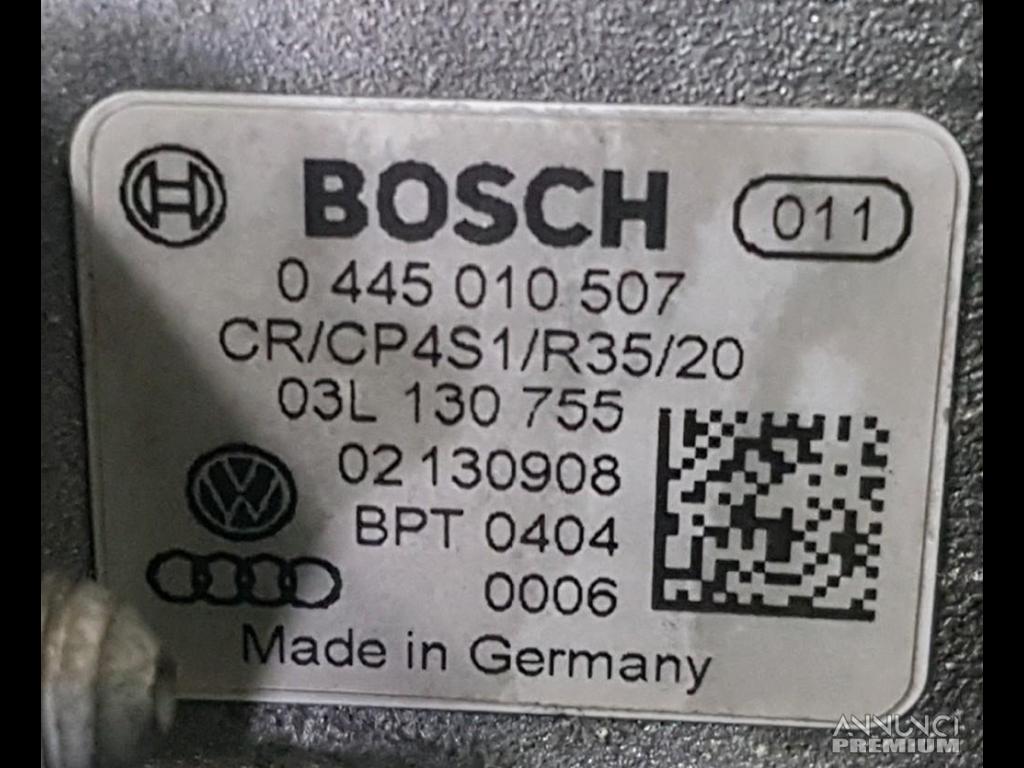 BOSCH 011
0 445 010 507
CR/CP4S1/R35/20
03L 130 755
02 130908
BPT 0404
0006
Made in Germany
ANNUNCI
PREMIUM